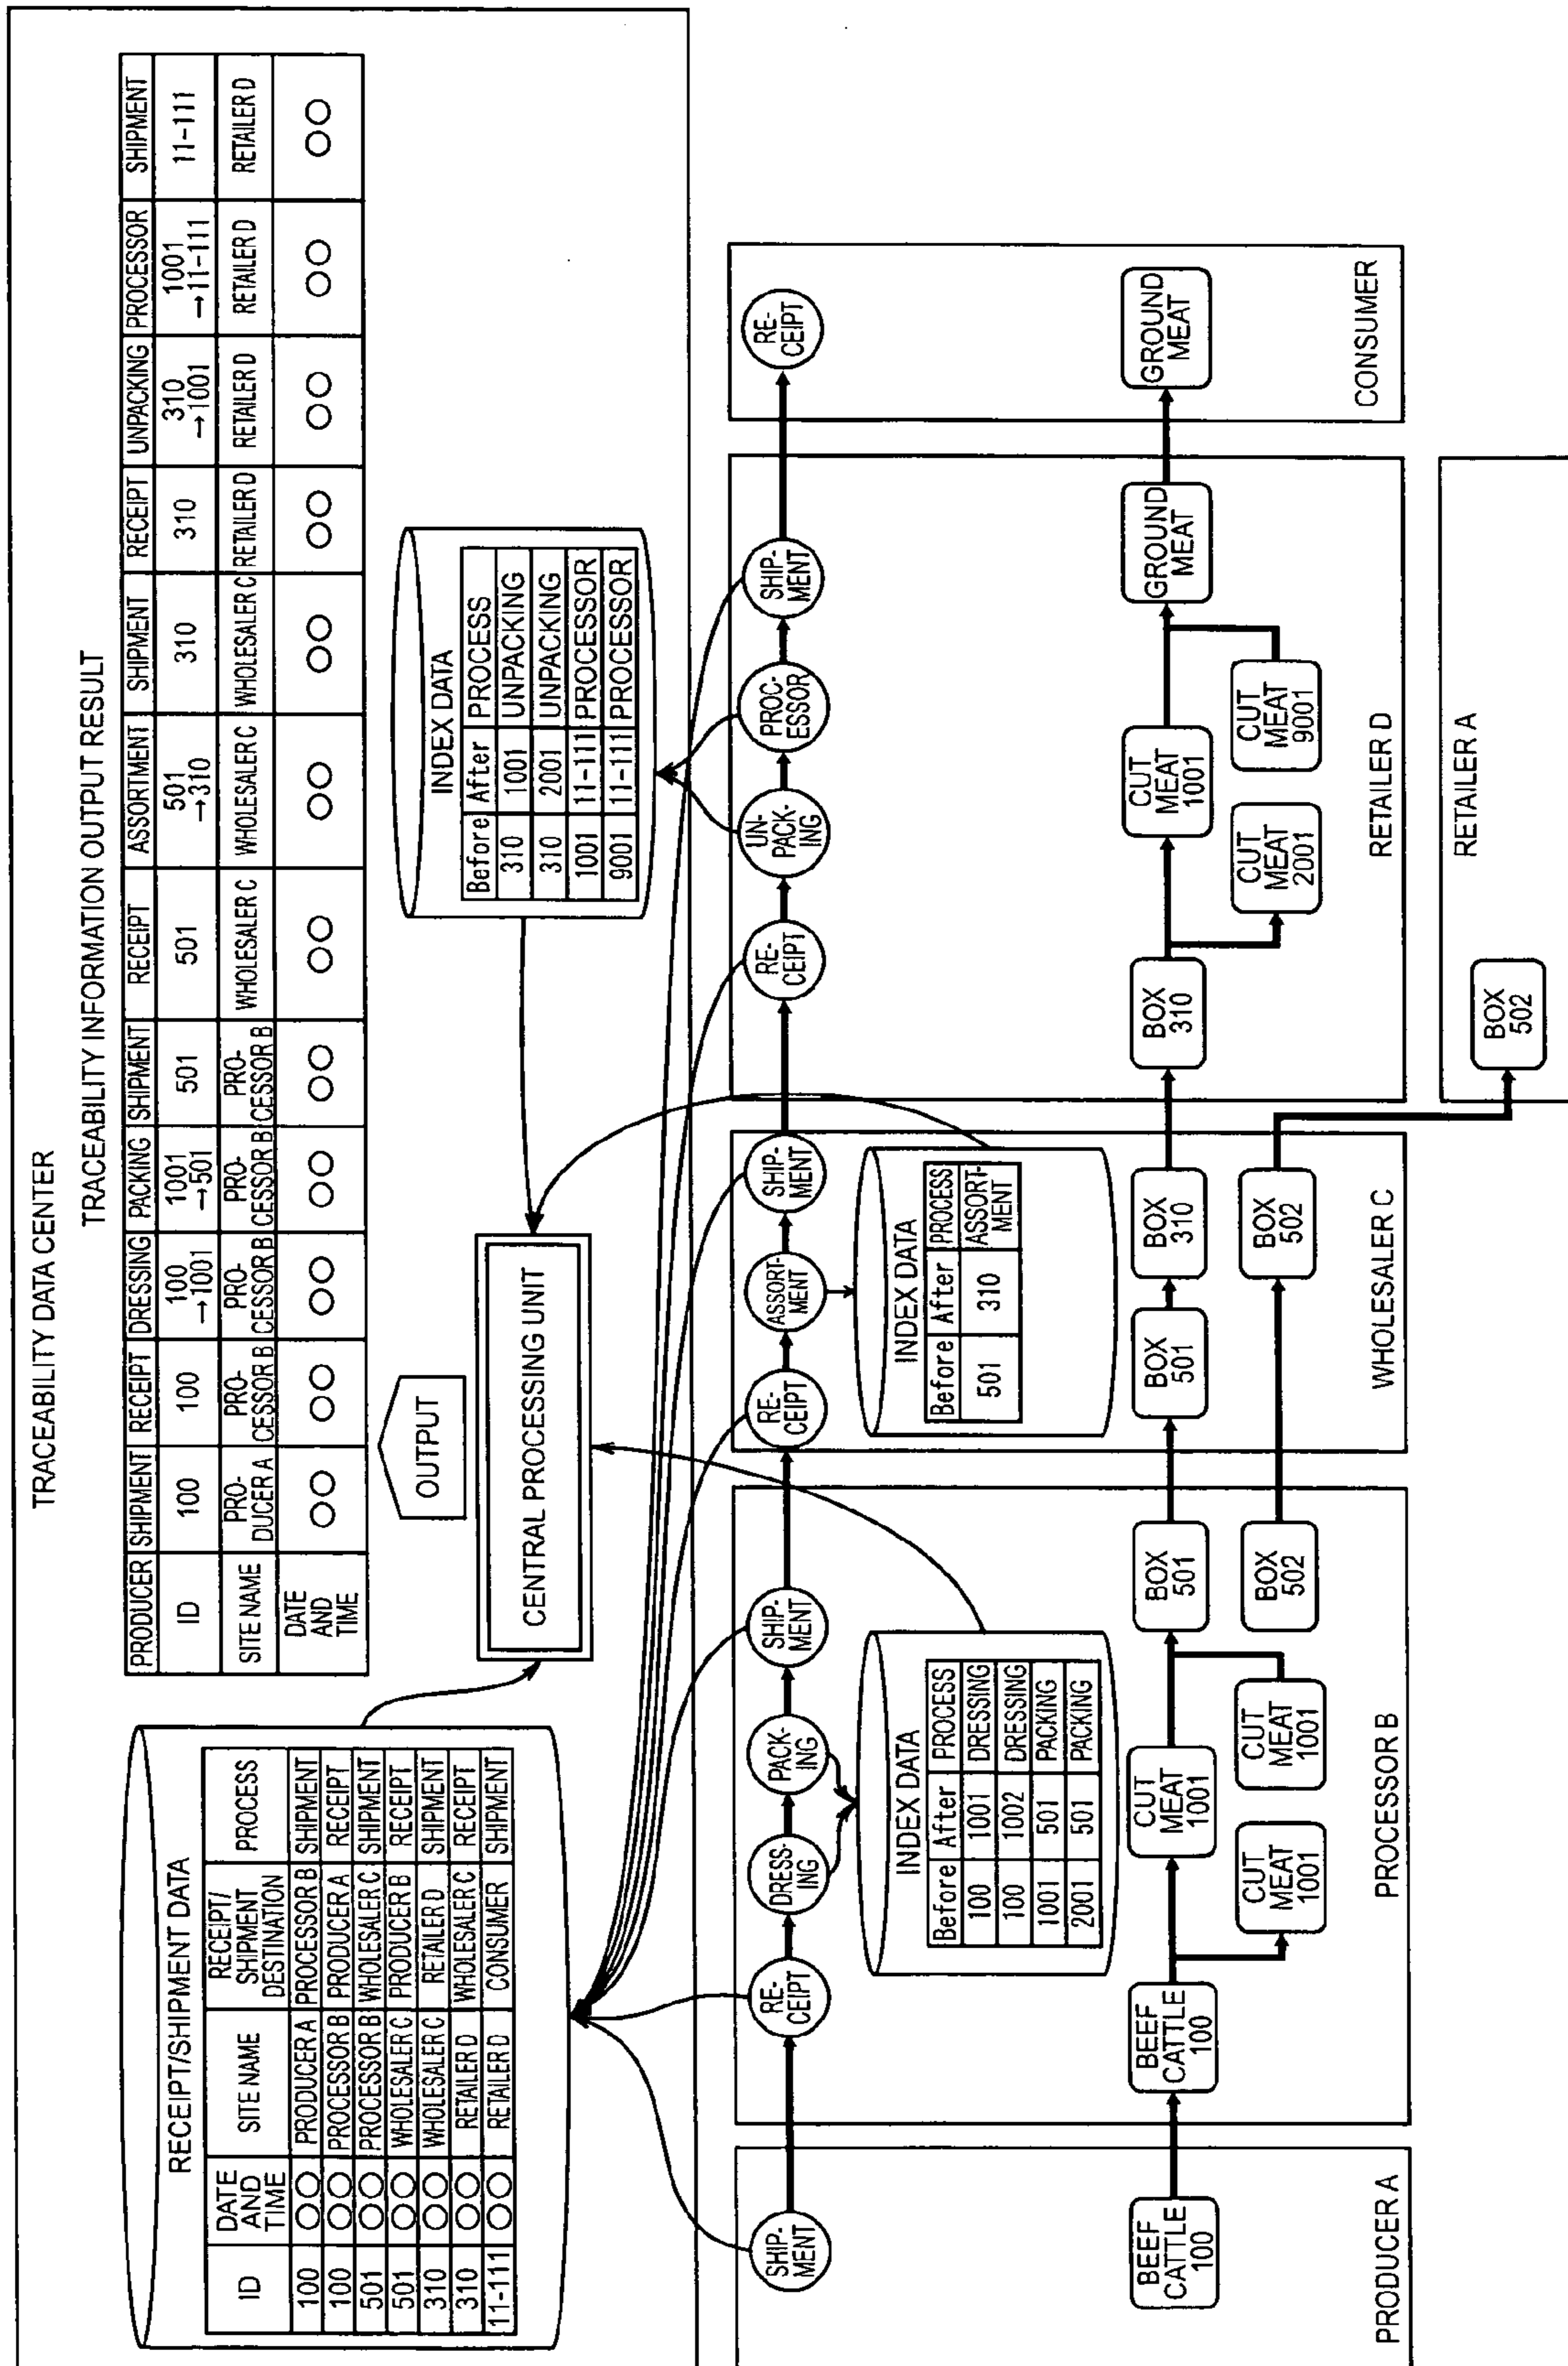 TRACEABILITY DATA CENTER
TRACEABILITY INFORMATION OUTPUT RESULT
PRODUCER SHIPMENT RECEIPT DRESSING PACKING SHIPMENT RECEIPT ASSORTMENT SHIPMENT RECEIPT UNPACKING PROCESSOR SHIPMENT
ID 100 100 100 →1001 1001 →501 501 501 501 →310 310 310 310 →1001 1001 →11-111 11-111
SITE NAME PRO-DUCER A PRO-CESSOR B PRO-CESSOR B PRO-CESSOR B PRO-CESSOR B WHOLESALER C WHOLESALER C WHOLESALER C RETAILER D RETAILER D RETAILER D RETAILER D
DATE AND TIME ○○ ○○ ○○ ○○ ○○ ○○ ○○ ○○ ○○ ○○ ○○ ○○
RECEIPT/SHIPMENT DATA
ID DATE AND TIME SITE NAME RECEIPT/ SHIPMENT DESTINATION PROCESS
100 ○○ PRODUCER A PROCESSOR B SHIPMENT
100 ○○ PROCESSOR B PRODUCER A RECEIPT
501 ○○ PROCESSOR B WHOLESALER C SHIPMENT
501 ○○ WHOLESALER C PRODUCER B RECEIPT
310 ○○ WHOLESALER C RETAILER D SHIPMENT
310 ○○ RETAILER D WHOLESALER C RECEIPT
11-111 ○○ RETAILER D CONSUMER SHIPMENT
OUTPUT
CENTRAL PROCESSING UNIT
INDEX DATA
Before After PROCESS
310 1001 UNPACKING
310 2001 UNPACKING
1001 11-111 PROCESSOR
9001 11-111 PROCESSOR
SHIP-
MENT
BEEF
CATTLE
100
PRODUCER A
RE-
CEIPT
DRESS-
ING
PACK-
ING
SHIP-
MENT
INDEX DATA
Before After PROCESS
100 1001 DRESSING
100 1002 DRESSING
1001 501 PACKING
2001 501 PACKING
BEEF
CATTLE
100
CUT
MEAT
1001
BOX
501
CUT
MEAT
1001
CUT
MEAT
1001
BOX
502
PROCESSOR B
RE-
CEIPT
ASSORT-
MENT
SHIP-
MENT
INDEX DATA
Before After PROCESS
501 310 ASSORT-
MENT
BOX
501
BOX
310
BOX
502
WHOLESALER C
RE-
CEIPT
UN-
PACK-
ING
PROC-
ESSOR
SHIP-
MENT
BOX
310
CUT
MEAT
1001
GROUND
MEAT
CUT
MEAT
2001
CUT
MEAT
9001
RETAILER D
RE-
CEIPT
GROUND
MEAT
CONSUMER
RETAILER A
BOX
502